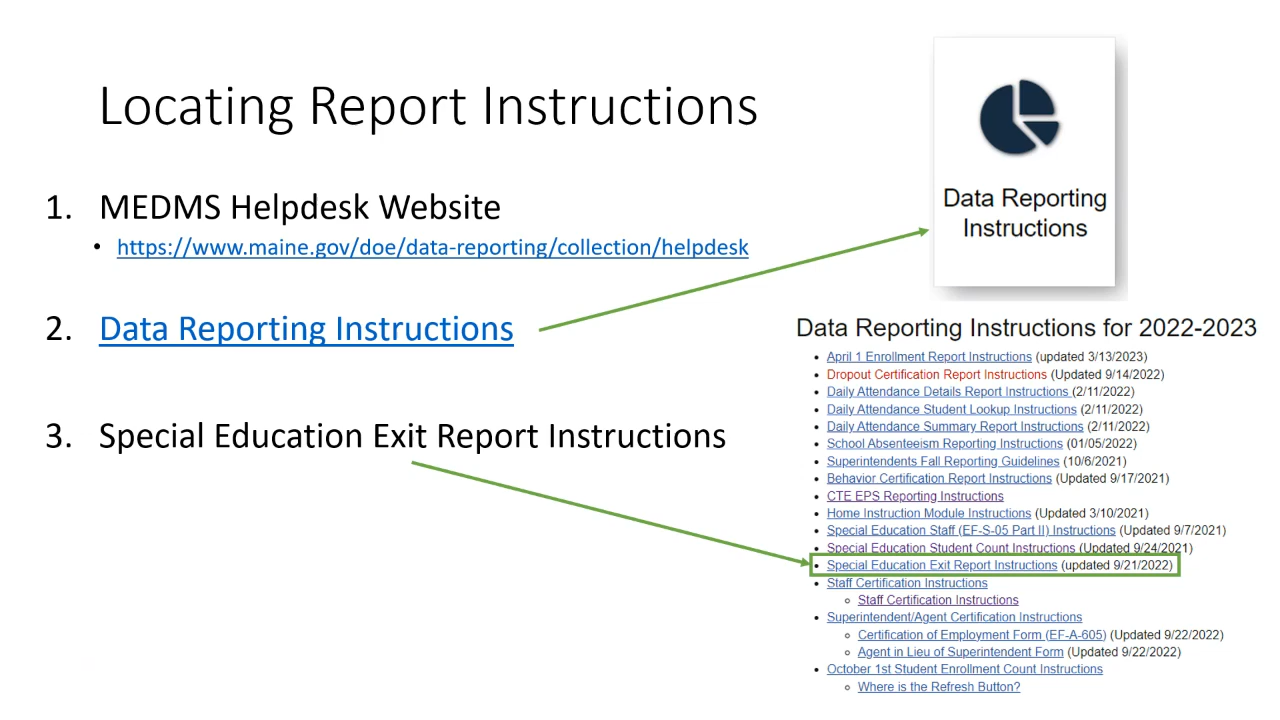 Locating Report Instructions
1. MEDMS Helpdesk Website
• https://www.maine.gov/doe/data-reporting/collection/helpdesk
2. Data Reporting Instructions
3. Special Education Exit Report Instructions
Data Reporting
Instructions
Data Reporting Instructions for 2022-2023
• April 1 Enrollment Report Instructions (updated 3/13/2023)
• Dropout Certification Report Instructions (Updated 9/14/2022)
• Daily Attendance Details Report Instructions (2/11/2022)
• Daily Attendance Student Lookup Instructions (2/11/2022)
• Daily Attendance Summary Report Instructions (2/11/2022)
• School Absenteeism Reporting Instructions (01/05/2022)
• Superintendents Fall Reporting Guidelines (10/6/2021)
• Behavior Certification Report Instructions (Updated 9/17/2021)
• CTE EPS Reporting Instructions
• Home Instruction Module Instructions (Updated 3/10/2021)
• Special Education Staff (EF-S-05 Part II) Instructions (Updated 9/7/2021)
• Special Education Student Count Instructions (Updated 9/24/2021)
• Special Education Exit Report Instructions (updated 9/21/2022)
• Staff Certification Instructions
◦ Staff Certification Instructions
• Superintendent/Agent Certification Instructions
◦ Certification of Employment Form (EF-A-605) (Updated 9/22/2022)
◦ Agent in Lieu of Superintendent Form (Updated 9/22/2022)
• October 1st Student Enrollment Count Instructions
◦ Where is the Refresh Button?